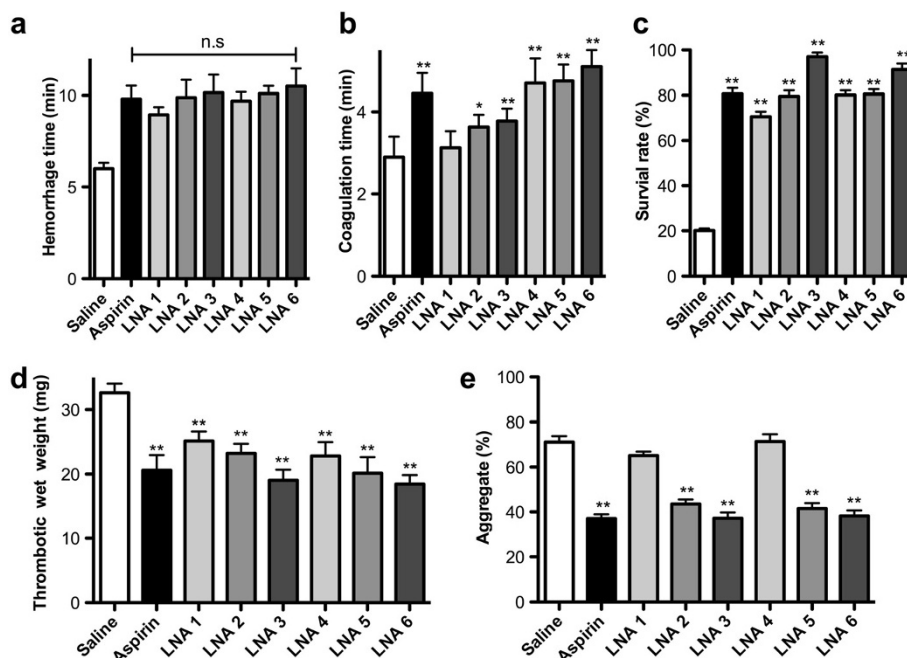 a
n.s
Hemorrhage time (min)
10
5
0
Saline
Aspirin
LNA 1
LNA 2
LNA 3
LNA 4
LNA 5
LNA 6
b
Coagulation time (min)
4
2
0
**
*
**
**
**
**
Saline
Aspirin
LNA 1
LNA 2
LNA 3
LNA 4
LNA 5
LNA 6
c
Survial rate (%)
100
80
60
40
20
0
**
**
**
**
**
**
**
Saline
Aspirin
LNA 1
LNA 2
LNA 3
LNA 4
LNA 5
LNA 6
d
Thrombotic wet weight (mg)
30
20
10
0
**
**
**
**
**
**
**
Saline
Aspirin
LNA 1
LNA 2
LNA 3
LNA 4
LNA 5
LNA 6
e
Aggregate (%)
100
80
60
40
20
0
**
**
**
**
**
Saline
Aspirin
LNA 1
LNA 2
LNA 3
LNA 4
LNA 5
LNA 6